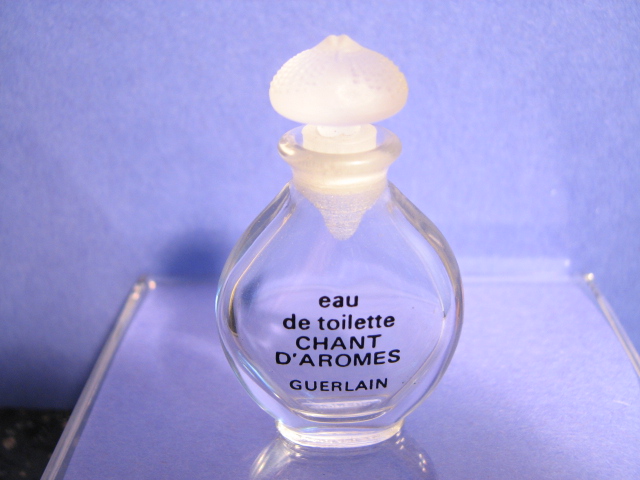 eau
de toilette
CHANT
D'AROMES
GUERLAIN